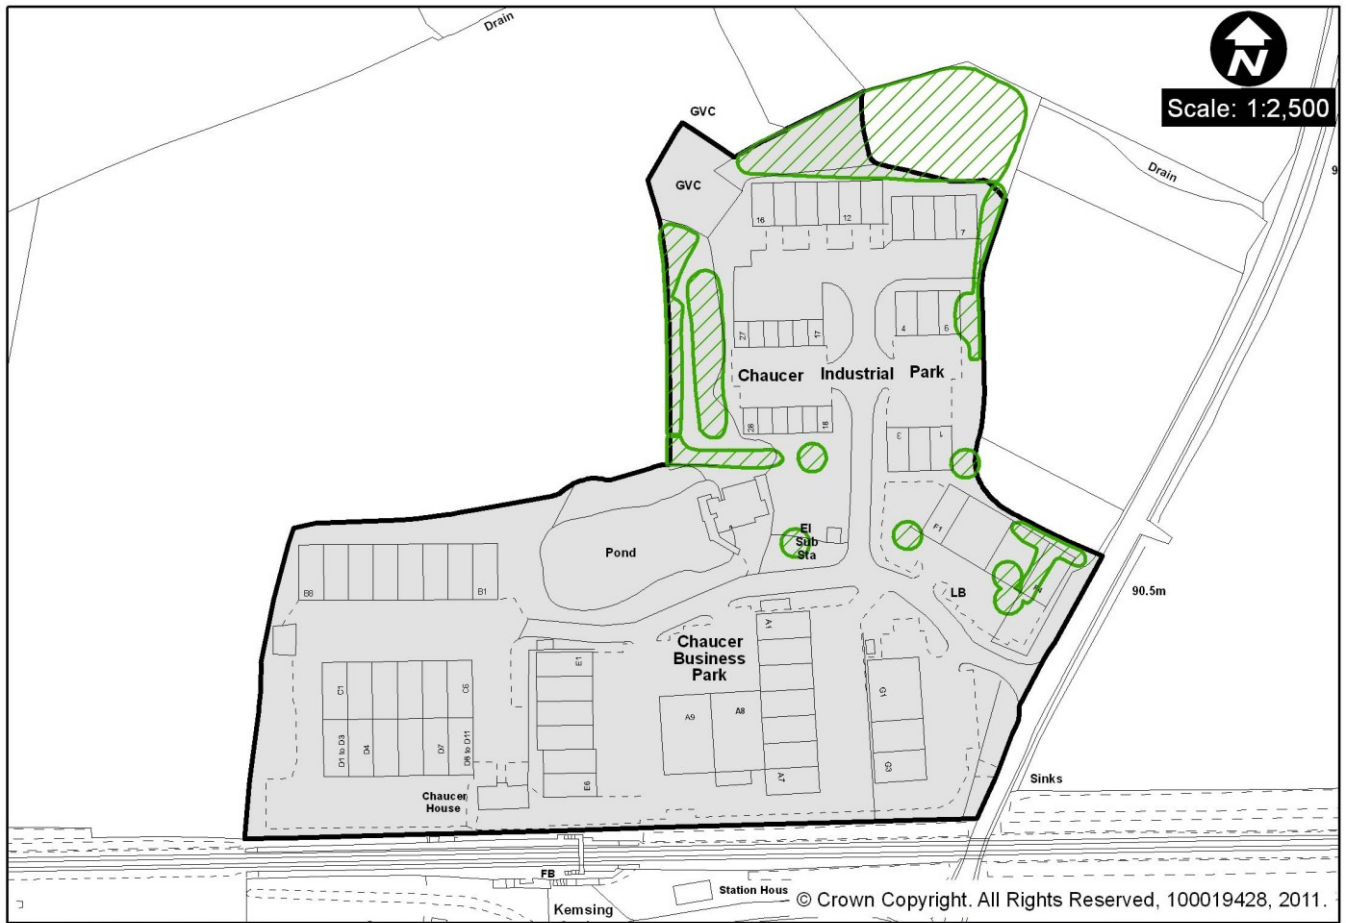 Drain
N
Scale: 1:2,500
GVC
Drain
9
GVC
16
12
7
27
17
4
6
Chaucer Industrial Park
28
18
3
1
El
Sub
Sta
F1
Pond
LB
90.5m
B8
B1
A1
Chaucer
Business
Park
E1
C1
C6
G1
A9
A8
D1 to D3
D4
D7
D8 to D11
A7
G3
E6
Chaucer
House
Sinks
FB
Station Hous
Kemsing
© Crown Copyright. All Rights Reserved, 100019428, 2011.